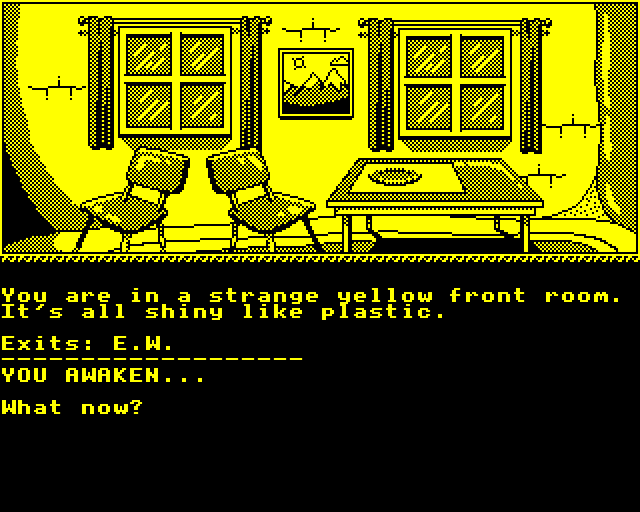 You are in a strange yellow front room.
It's all shiny like plastic.
Exits: E.W.
-------------------
YOU AWAKEN...
What now?